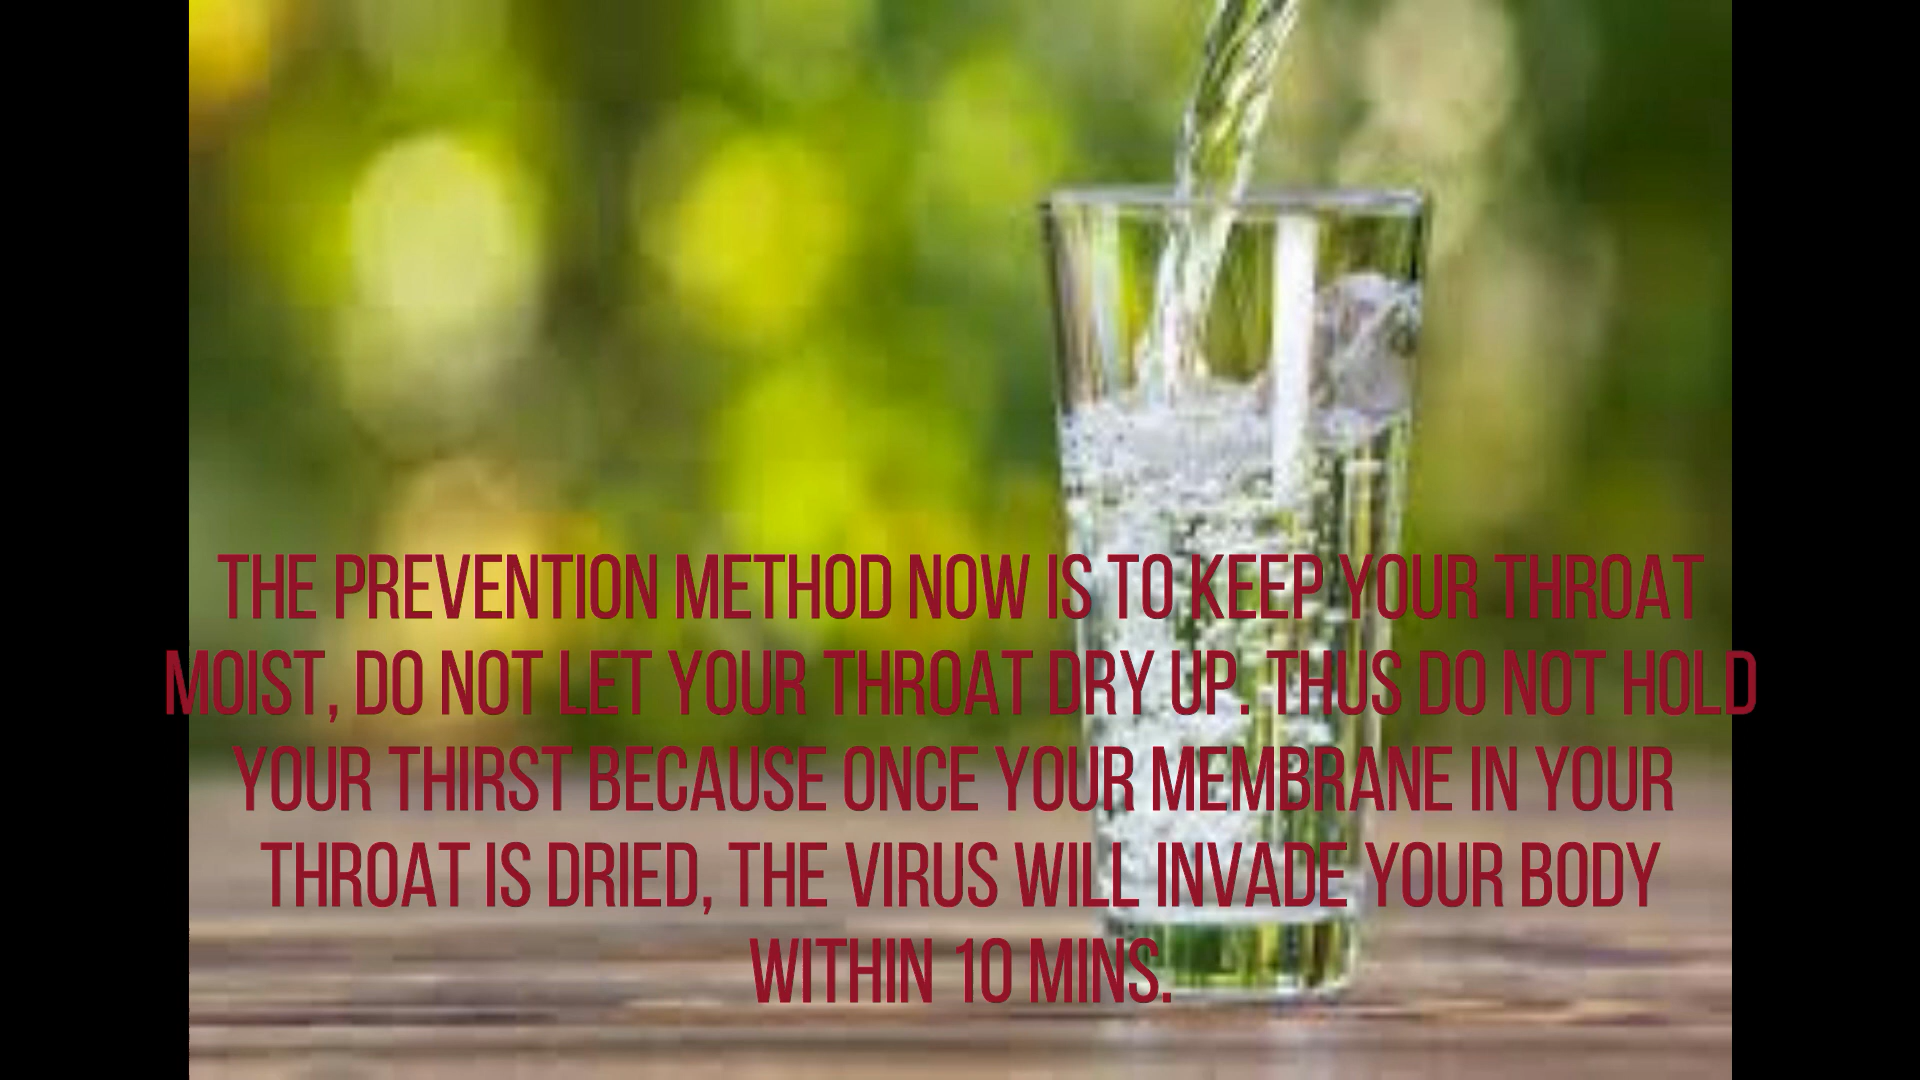 THE PREVENTION METHOD NOW IS TO KEEP YOUR THROAT
MOIST, DO NOT LET YOUR THROAT DRY UP. THUS DO NOT HOLD
YOUR THIRST BECAUSE ONCE YOUR MEMBRANE IN YOUR
THROAT IS DRIED, THE VIRUS WILL INVADE YOUR BODY
WITHIN 10 MINS.